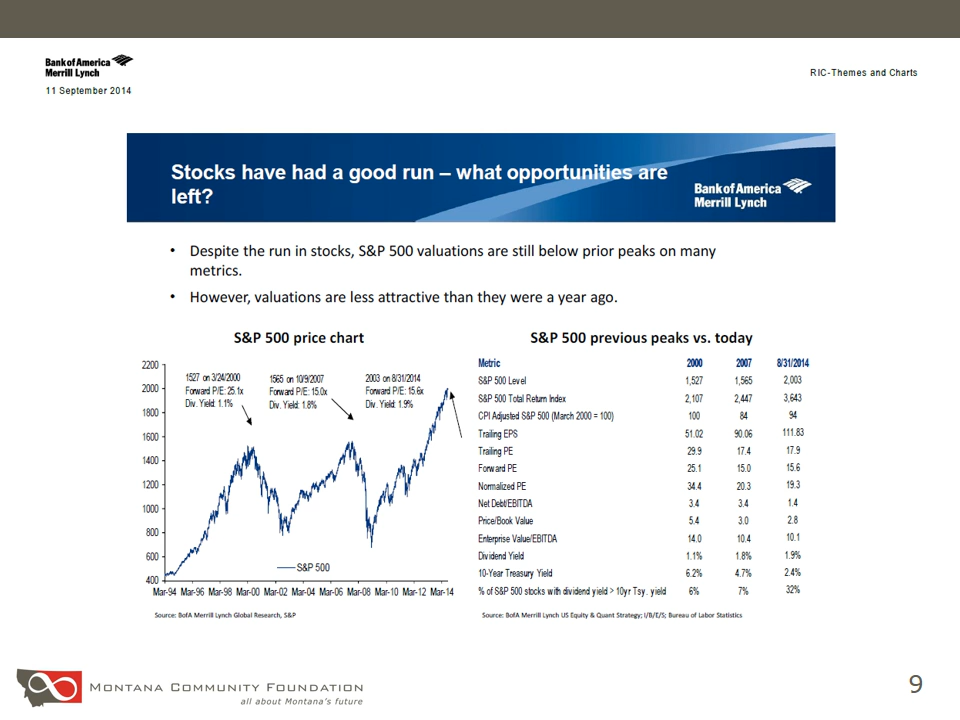 Bank of America
Merrill Lynch
RIC-Themes and Charts
11 September 2014
Stocks have had a good run – what opportunities are
left?
Bank of America
Merrill Lynch
• Despite the run in stocks, S&P 500 valuations are still below prior peaks on many
metrics.
• However, valuations are less attractive than they were a year ago.
S&P 500 price chart
2200
2000
1800
1600
1400
1200
1000
800
600
400
1527 on 3/24/2000
Forward P/E: 25.1x
Div. Yield: 1.1%
1565 on 10/9/2007
Forward P/E: 15.0x
Div. Yield: 1.8%
2003 on 8/31/2014
Forward P/E: 15.6x
Div. Yield: 1.9%
S&P 500
Mar-94 Mar-96 Mar-98 Mar-00 Mar-02 Mar-04 Mar-06 Mar-08 Mar-10 Mar-12 Mar-14
Source: BofA Merrill Lynch Global Research, S&P
S&P 500 previous peaks vs. today
Metric 2000 2007 8/31/2014
S&P 500 Level 1,527 1,565 2,003
S&P 500 Total Return Index 2,107 2,447 3,643
CPI Adjusted S&P 500 (March 2000 = 100) 100 84 94
Trailing EPS 51.02 90.06 111.83
Trailing PE 29.9 17.4 17.9
Forward PE 25.1 15.0 15.6
Normalized PE 34.4 20.3 19.3
Net Debt/EBITDA 3.4 3.4 1.4
Price/Book Value 5.4 3.0 2.8
Enterprise Value/EBITDA 14.0 10.4 10.1
Dividend Yield 1.1% 1.8% 1.9%
10-Year Treasury Yield 6.2% 4.7% 2.4%
% of S&P 500 stocks with dividend yield > 10yr Tsy. yield 6% 7% 32%
Source: BofA Merrill Lynch US Equity & Quant Strategy; I/B/E/S; Bureau of Labor Statistics
Montana Community Foundation
all about Montana's future
9